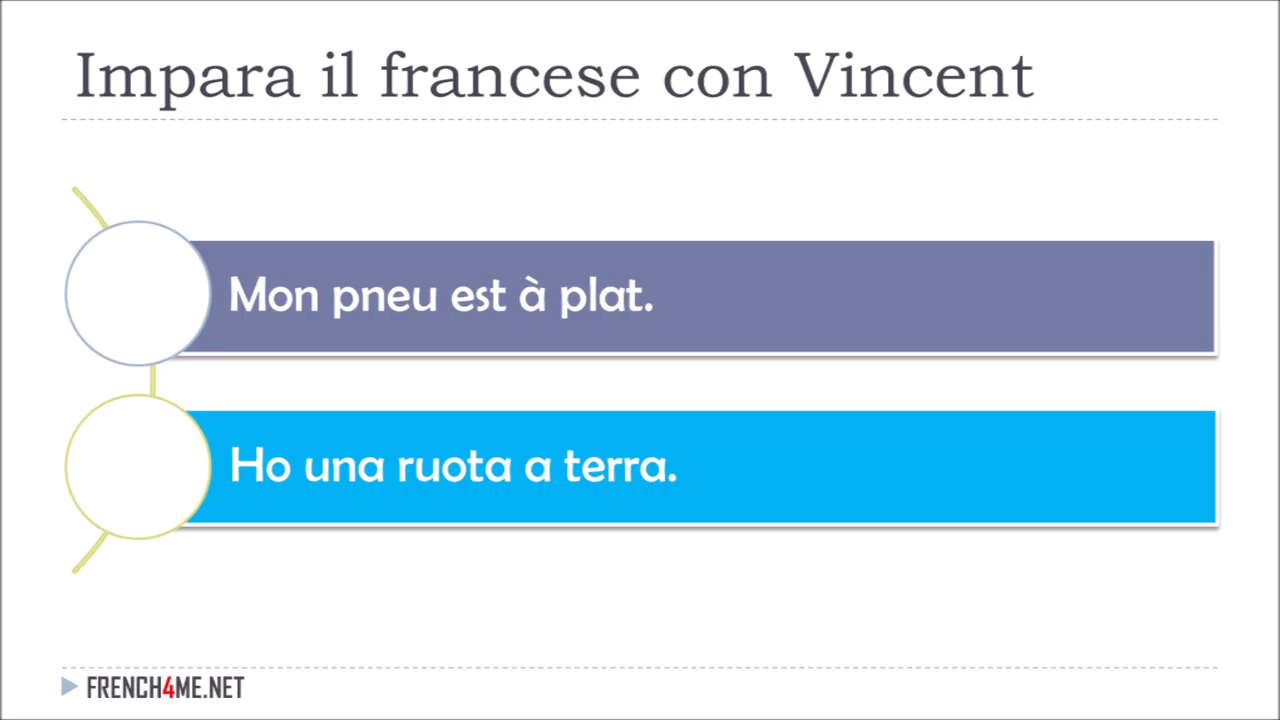 Impara il francese con Vincent
Mon pneu est à plat.
Ho una ruota a terra.
FRENCH4ME.NET